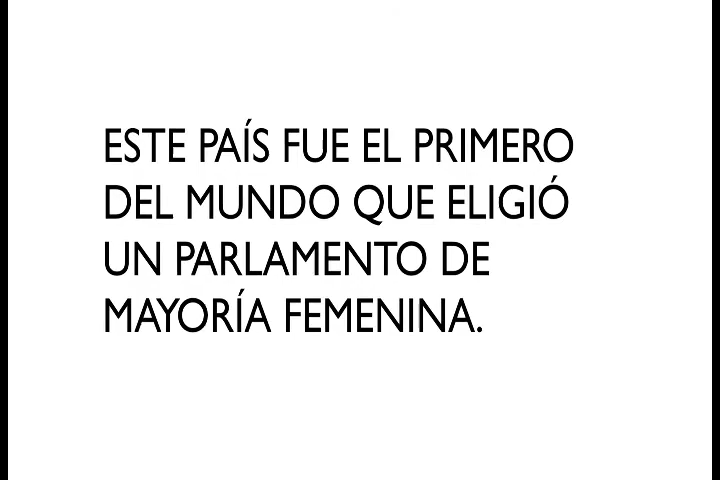 ESTE PAÍS FUE EL PRIMERO
DEL MUNDO QUE ELIGIÓ
UN PARLAMENTO DE
MAYORÍA FEMENINA.